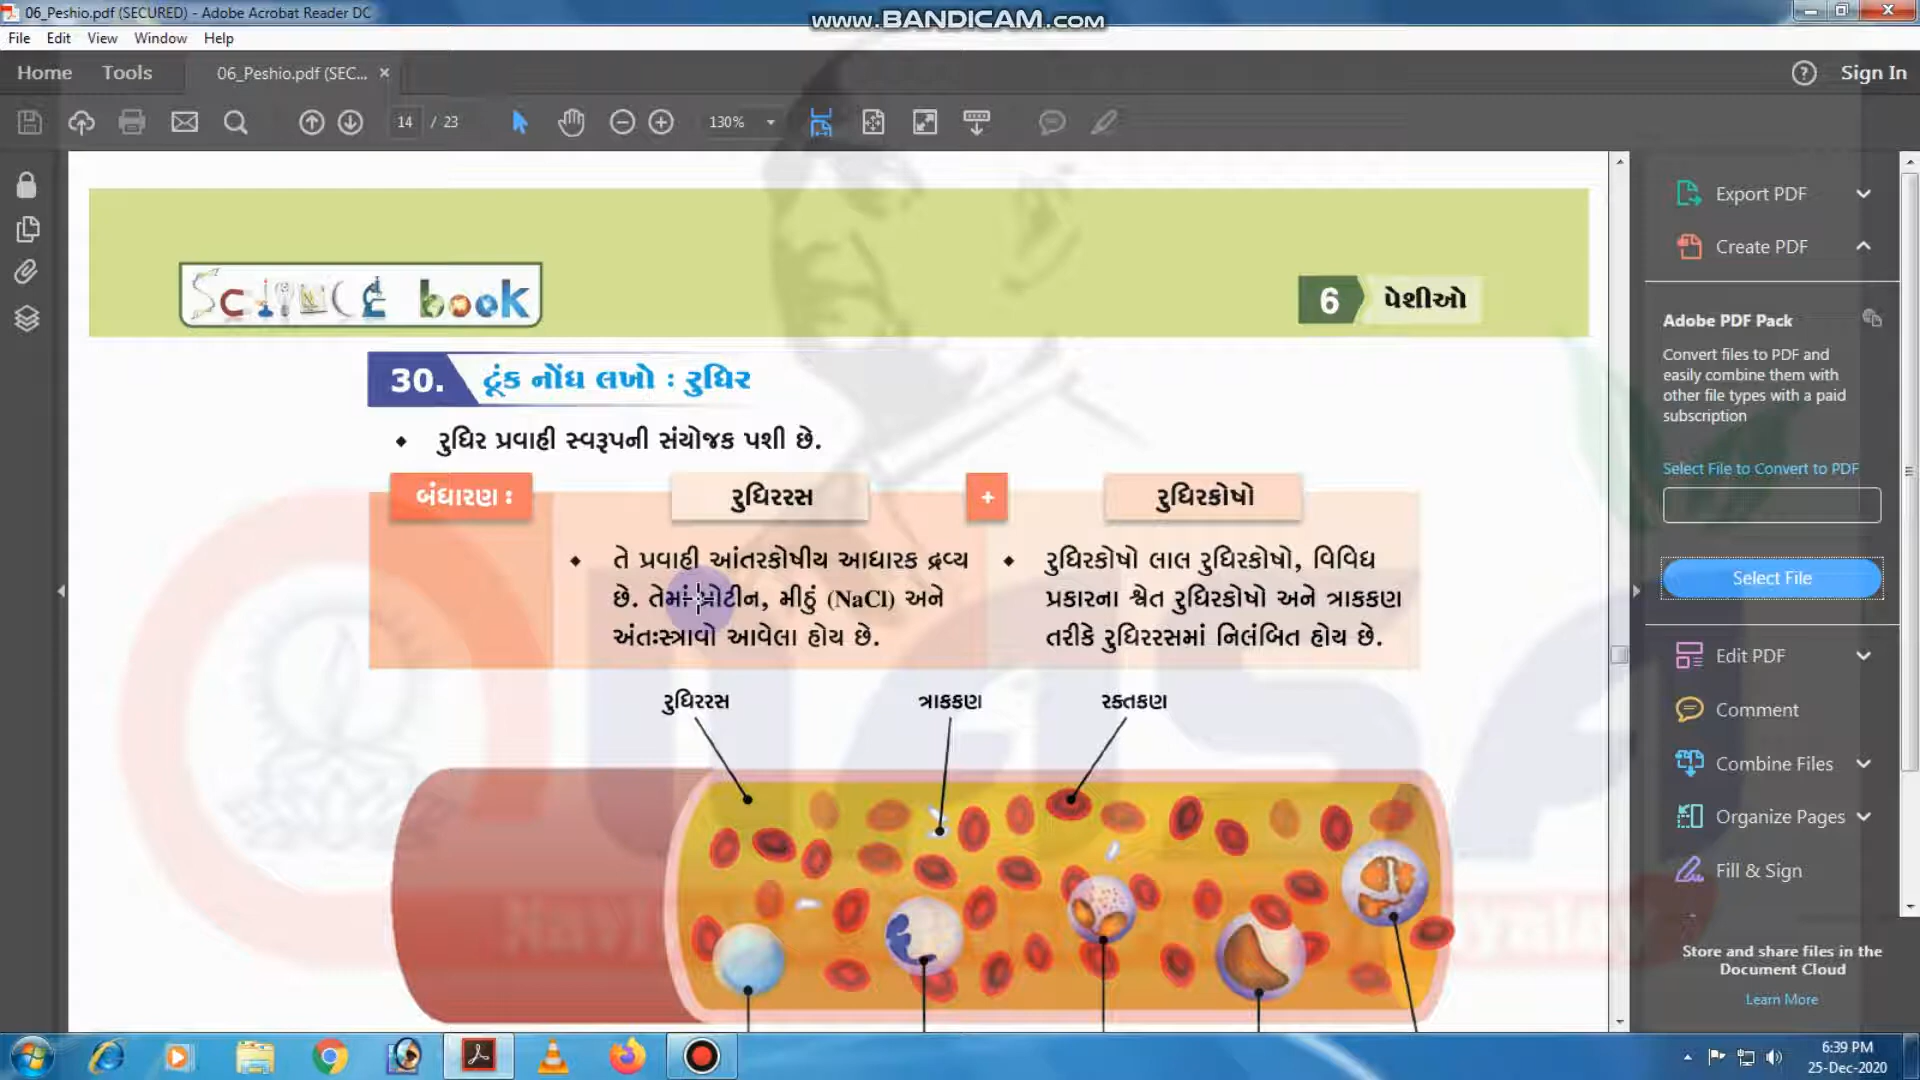 06_Peshio.pdf (SECURED) - Adobe Acrobat Reader DC
www.BANDICAM.com
File Edit View Window Help
Home Tools 06_Peshio.pdf (SEC... × Sign In
14 / 23 130%
Science book
6 પેશીઓ
30. ટૂંક નોંધ લખો : રુધિર
રુધિર પ્રવાહી સ્વરૂપની સંયોજક પશી છે.
બંધારણ : રુધિરરસ + રુધિરકોષો
તે પ્રવાહી આંતરકોષીય આધારક દ્રવ્ય
છે. તેમાં પ્રોટીન, મીઠું (NaCl) અને
અંતઃસ્ત્રાવો આવેલા હોય છે.
રુધિરકોષો લાલ રુધિરકોષો, વિવિધ
પ્રકારના શ્વેત રુધિરકોષો અને ત્રાકકણ
તરીકે રુધિરરસમાં નિલંબિત હોય છે.
રુધિરરસ ત્રાકકણ રક્તકણ
Export PDF
Create PDF
Adobe PDF Pack
Convert files to PDF and
easily combine them with
other file types with a paid
subscription
Select File to Convert to PDF
Select File
Edit PDF
Comment
Combine Files
Organize Pages
Fill & Sign
Store and share files in the
Document Cloud
Learn More
6:39 PM
25-Dec-2020